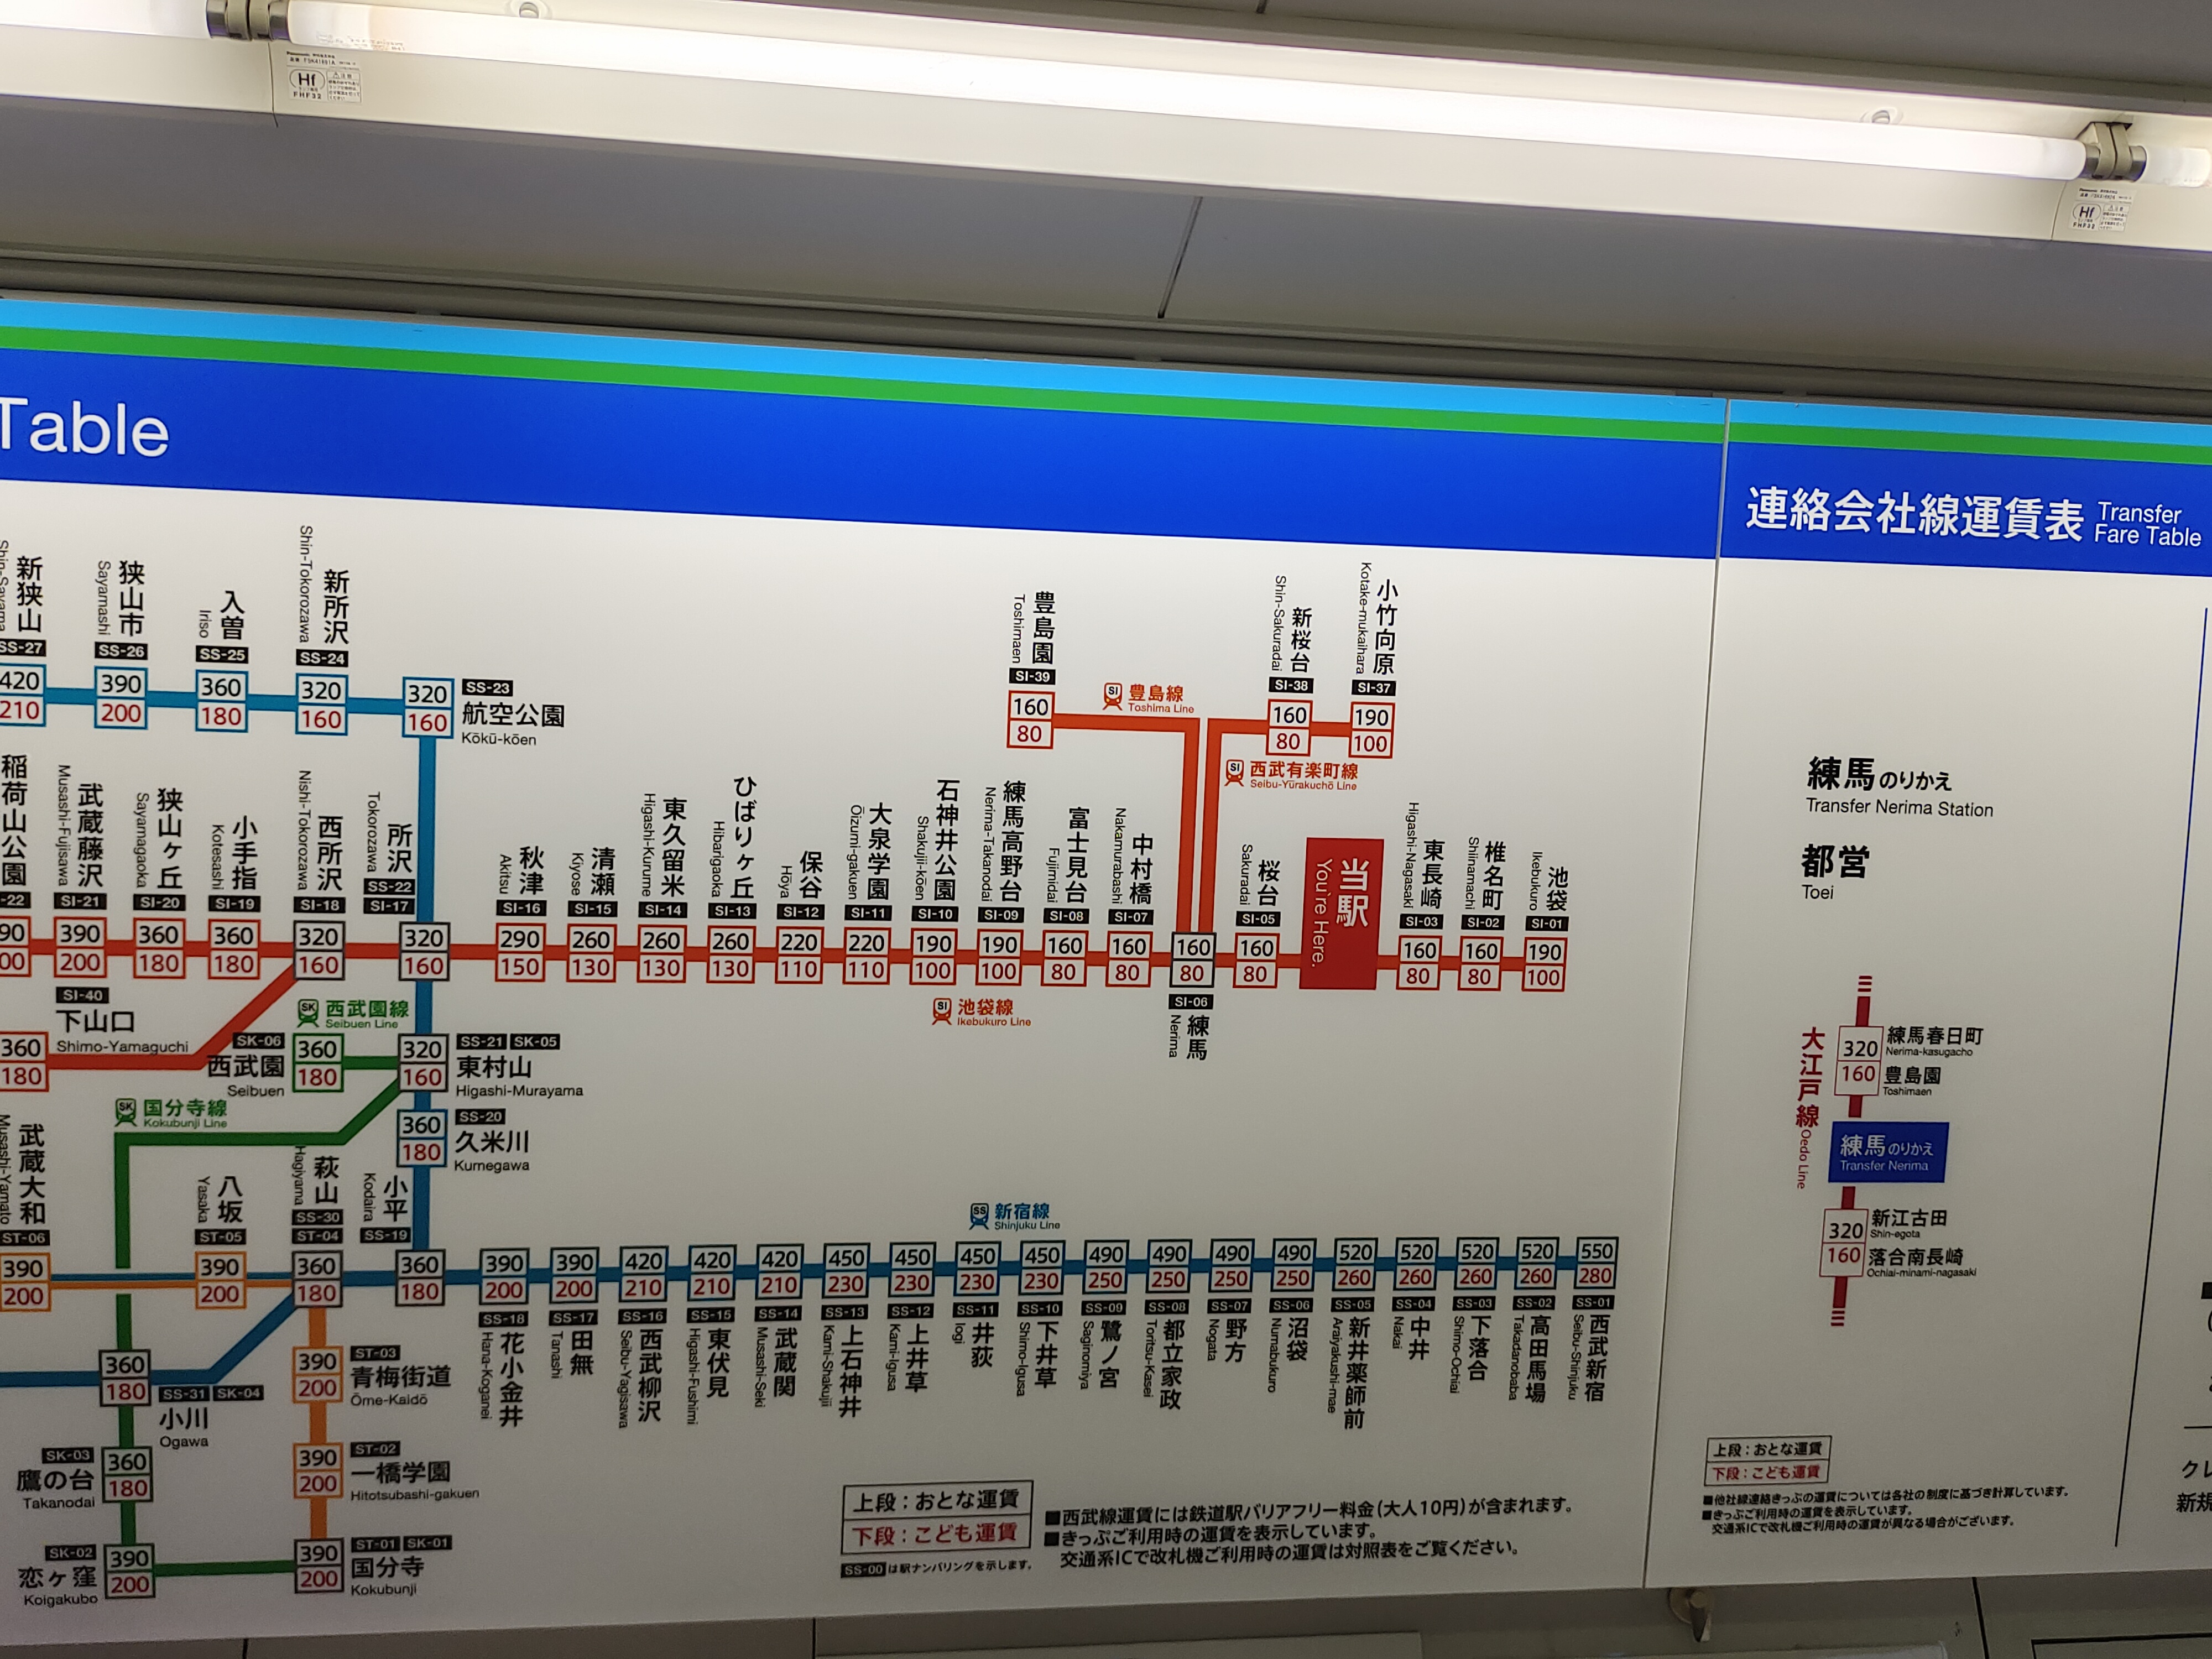 Hf
FHF32
Hf
FHF32
Table
連絡会社線運賃表 Transfer Fare Table
新狭山
SS-27
420
210
狭山市 Sayamashi
SS-26
390
200
入曽 Iriso
SS-25
360
180
新所沢 Shin-Tokorozawa
SS-24
320
160
320
160
SS-23
航空公園
Kōkū-kōen
豊島園 Toshimaen
SI-39
160
80
SI 豊島線
Toshima Line
新桜台 Shin-Sakuradai
SI-38
160
80
小竹向原 Kotake-mukaihara
SI-37
190
100
SI 西武有楽町線
Seibu-Yūrakuchō Line
稲荷山公園
武蔵藤沢 Musashi-Fujisawa
SI-21
390
200
狭山ヶ丘 Sayamagaoka
SI-20
360
180
小手指 Kotesashi
SI-19
360
180
西所沢 Nishi-Tokorozawa
SI-18
320
160
所沢 Tokorozawa
SS-22
SI-17
320
160
秋津 Akitsu
SI-16
290
150
清瀬 Kiyose
SI-15
260
130
東久留米 Higashi-Kurume
SI-14
260
130
ひばりヶ丘 Hibarigaoka
SI-13
260
130
保谷 Hōya
SI-12
220
110
大泉学園 Ōizumi-gakuen
SI-11
220
110
石神井公園 Shakujii-kōen
SI-10
190
100
練馬高野台 Nerima-Takanodai
SI-09
190
100
富士見台 Fujimidai
SI-08
160
80
中村橋 Nakamurabashi
SI-07
160
80
160
80
SI-06
練馬 Nerima
桜台 Sakuradai
SI-05
160
80
当駅 You're Here.
東長崎 Higashi-Nagasaki
SI-03
160
80
椎名町 Shiinamachi
SI-02
160
80
池袋 Ikebukuro
SI-01
190
100
SI 池袋線
Ikebukuro Line
SI-40
下山口
Shimo-Yamaguchi
360
180
SK 西武園線
Seibuen Line
SK-06
西武園
Seibuen
360
180
320
160
SS-21 SK-05
東村山
Higashi-Murayama
SK 国分寺線
Kokubunji Line
360
180
SS-20
久米川
Kumegawa
武蔵大和 Musashi-Yamato
ST-06
390
200
八坂 Yasaka
ST-05
390
200
萩山 Hagiyama
SS-30
ST-04
360
180
小平 Kodaira
SS-19
360
180
SS 新宿線
Shinjuku Line
390
200
SS-18
花小金井 Hana-Koganei
390
200
SS-17
田無 Tanashi
420
210
SS-16
西武柳沢 Seibu-Yagisawa
420
210
SS-15
東伏見 Higashi-Fushimi
420
210
SS-14
武蔵関 Musashi-Seki
450
230
SS-13
上石神井 Kami-Shakujii
450
230
SS-12
上井草 Kami-Igusa
450
230
SS-11
井荻 Iogi
450
230
SS-10
下井草 Shimo-Igusa
490
250
SS-09
鷺ノ宮 Saginomiya
490
250
SS-08
都立家政 Toritsu-Kasei
490
250
SS-07
野方 Nogata
490
250
SS-06
沼袋 Numabukuro
520
260
SS-05
新井薬師前 Araiyakushi-mae
520
260
SS-04
中井 Nakai
520
260
SS-03
下落合 Shimo-Ochiai
520
260
SS-02
高田馬場 Takadanobaba
550
280
SS-01
西武新宿 Seibu-Shinjuku
360
180
SS-31 SK-04
小川
Ogawa
390
200
ST-03
青梅街道
Ōme-Kaidō
SK-03
鷹の台
Takanodai
360
180
390
200
ST-02
一橋学園
Hitotsubashi-gakuen
SK-02
恋ヶ窪
Koigakubo
390
200
390
200
ST-01 SK-01
国分寺
Kokubunji
上段：おとな運賃
下段：こども運賃
SS-00は駅ナンバリングを示します。
■西武線運賃には鉄道駅バリアフリー料金(大人10円)が含まれます。
■きっぷご利用時の運賃を表示しています。
交通系ICで改札機ご利用時の運賃は対照表をご覧ください。
練馬のりかえ
Transfer Nerima Station
都営
Toei
大江戸線 Oedo Line
320
160
練馬春日町
Nerima-kasugacho
豊島園
Toshimaen
練馬のりかえ
Transfer Nerima
320
160
新江古田
Shin-egota
落合南長崎
Ochiai-minami-nagasaki
上段：おとな運賃
下段：こども運賃
■他社線連絡きっぷの運賃については各社の制度に基づき計算しています。
■きっぷご利用時の運賃を表示しています。
交通系ICで改札機ご利用時の運賃が異なる場合がございます。
新規